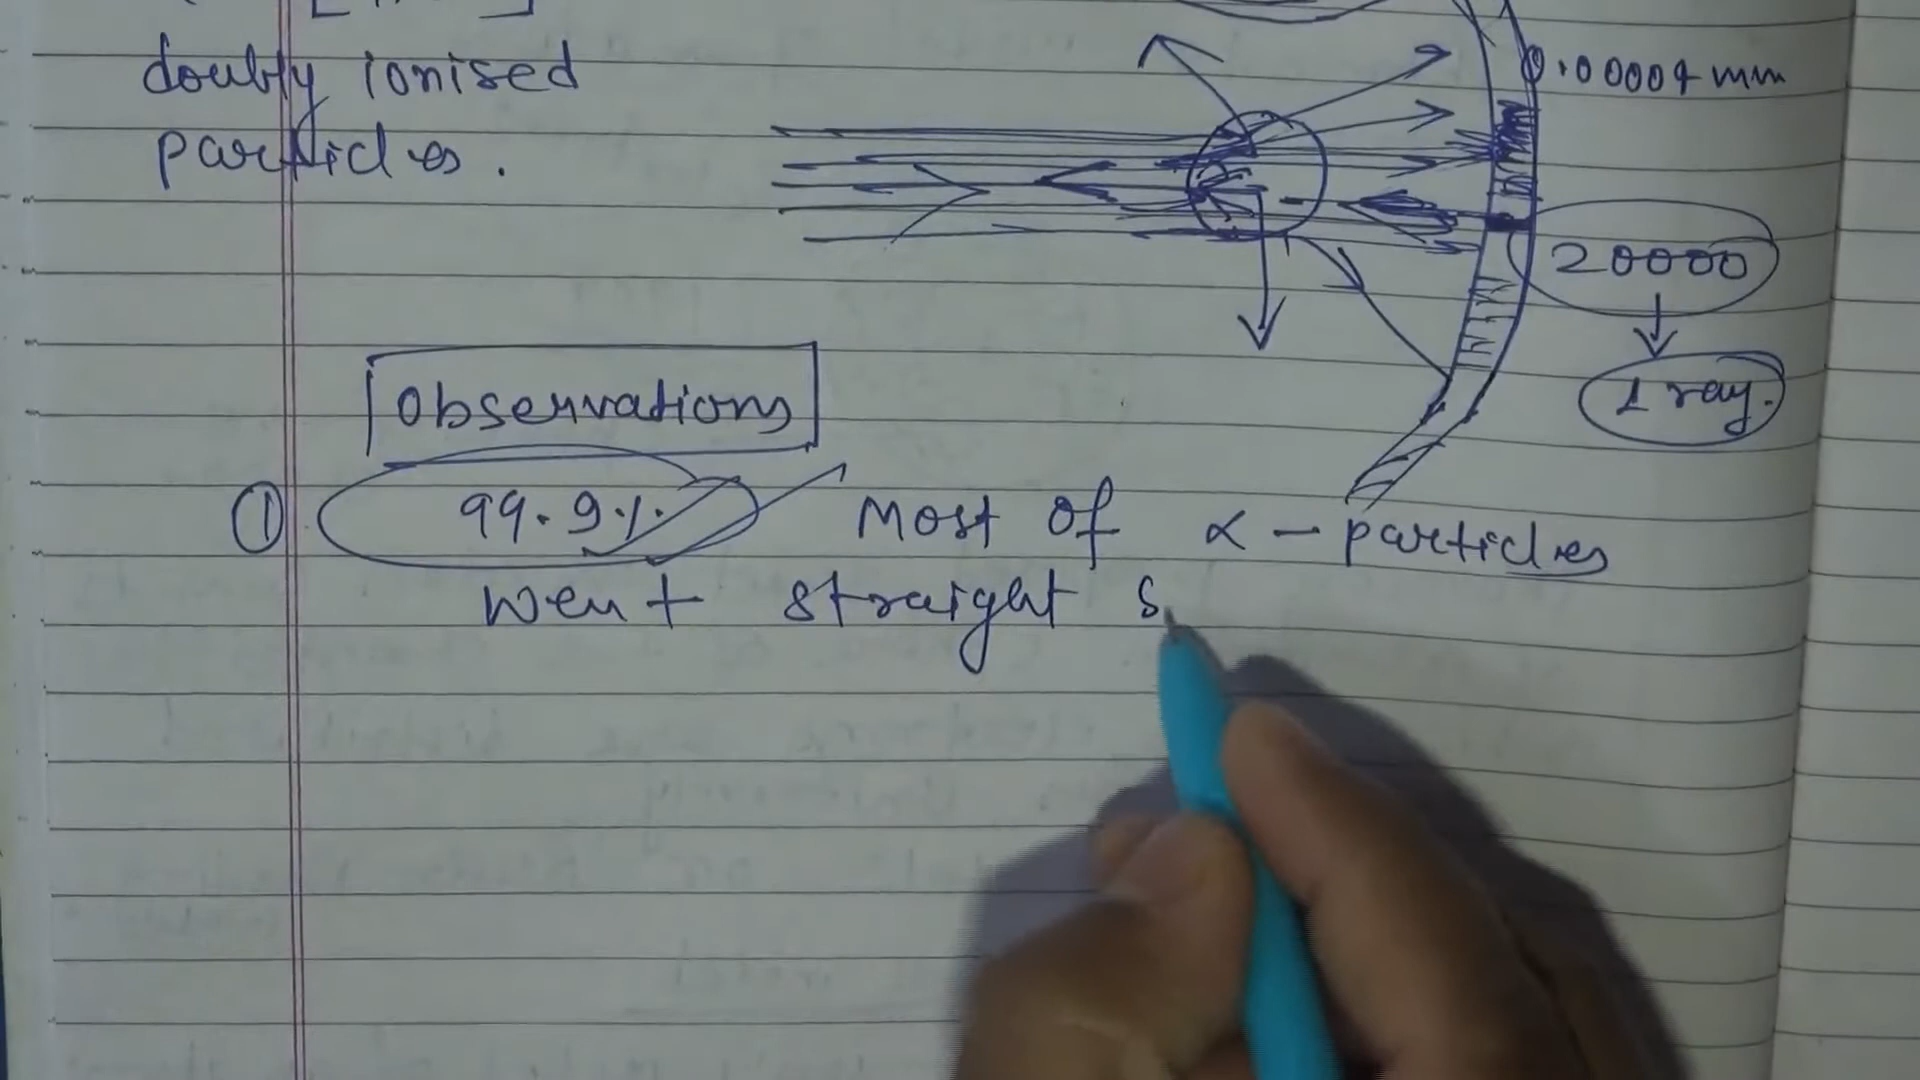 doubly ionised
particles.
0.00004 mm
20000
1 ray.
Observations
① 99.9%. Most of α - particles
went straight s